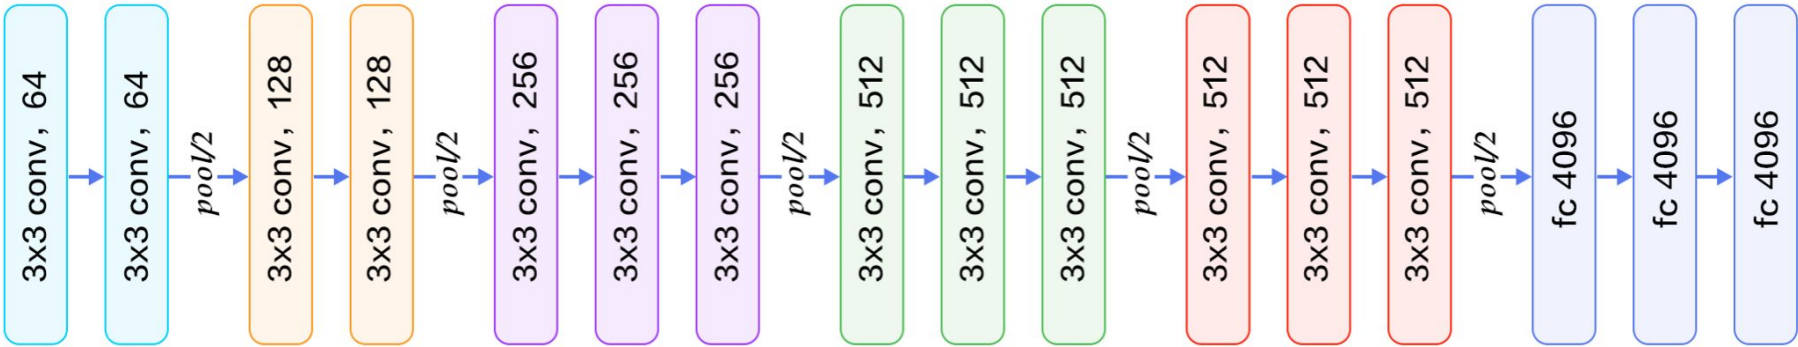 3x3 conv, 64
3x3 conv, 64
pool/2
3x3 conv, 128
3x3 conv, 128
pool/2
3x3 conv, 256
3x3 conv, 256
3x3 conv, 256
pool/2
3x3 conv, 512
3x3 conv, 512
3x3 conv, 512
pool/2
3x3 conv, 512
3x3 conv, 512
3x3 conv, 512
pool/2
fc 4096
fc 4096
fc 4096